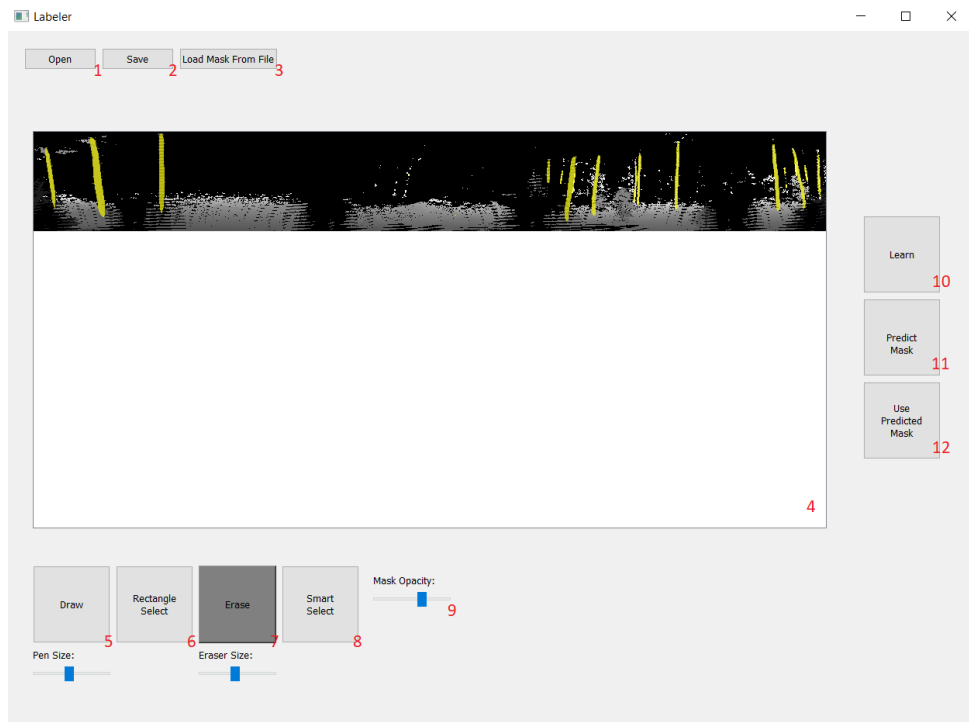 Labeler
Open
1
Save
2
Load Mask From File
3
Learn
10
Predict
Mask
11
Use
Predicted
Mask
12
4
Draw
5
Rectangle
Select
6
Erase
7
Smart
Select
8
Mask Opacity:
9
Pen Size:
Eraser Size: